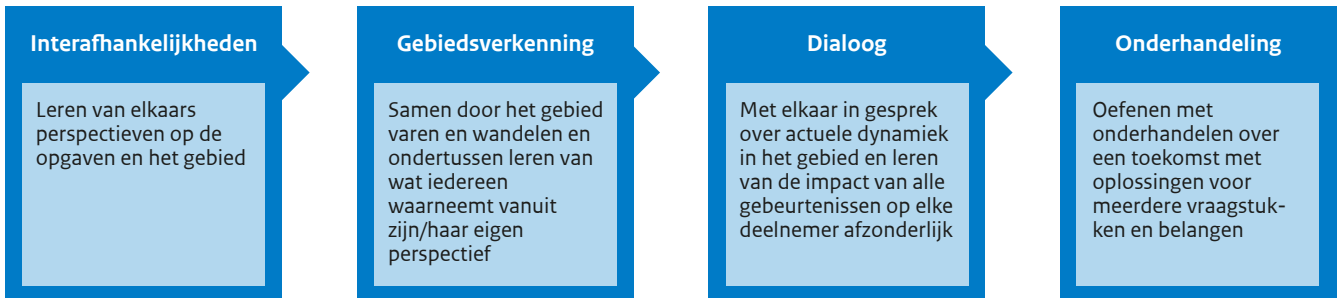 Interafhankelijkheden
Leren van elkaars
perspectieven op de
opgaven en het gebied
Gebiedsverkenning
Samen door het gebied
varen en wandelen en
ondertussen leren van
wat iedereen
waarneemt vanuit
zijn/haar eigen
perspectief
Dialoog
Met elkaar in gesprek
over actuele dynamiek
in het gebied en leren
van de impact van alle
gebeurtenissen op elke
deelnemer afzonderlijk
Onderhandeling
Oefenen met
onderhandelen over
een toekomst met
oplossingen voor
meerdere vraagstuk-
ken en belangen